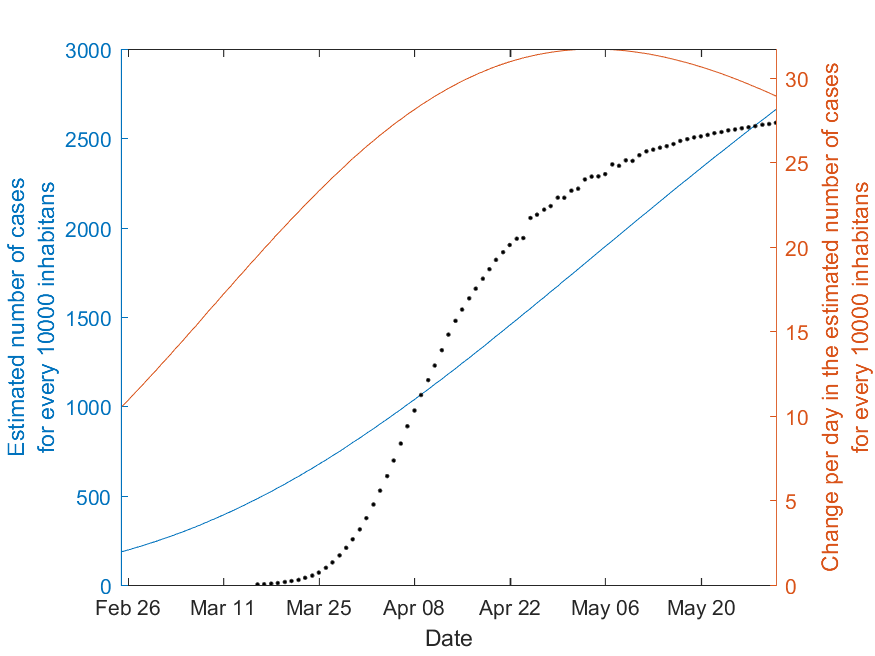 3000
2500
2000
1500
1000
500
0
Estimated number of cases
for every 10000 inhabitans
30
25
20
15
10
5
0
Change per day in the estimated number of cases
for every 10000 inhabitans
Feb 26 Mar 11 Mar 25 Apr 08 Apr 22 May 06 May 20
Date